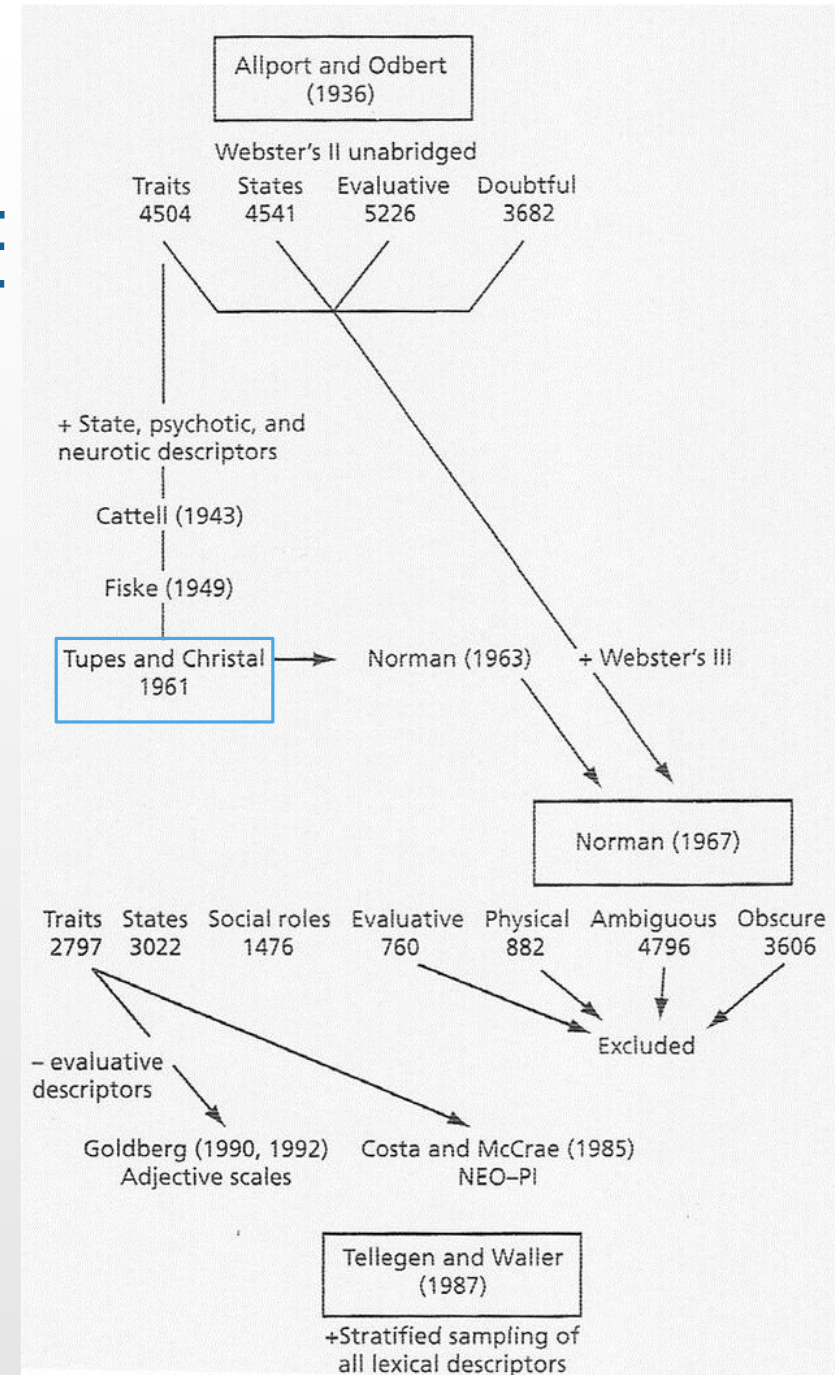 Allport and Odbert
(1936)
Webster's II unabridged
Traits States Evaluative Doubtful
4504 4541 5226 3682
+ State, psychotic, and
neurotic descriptors
Cattell (1943)
Fiske (1949)
Tupes and Christal
1961
Norman (1963)
+ Webster's III
Norman (1967)
Traits States Social roles Evaluative Physical Ambiguous Obscure
2797 3022 1476 760 882 4796 3606
Excluded
– evaluative
descriptors
Goldberg (1990, 1992)
Adjective scales
Costa and McCrae (1985)
NEO–PI
Tellegen and Waller
(1987)
+Stratified sampling of
all lexical descriptors